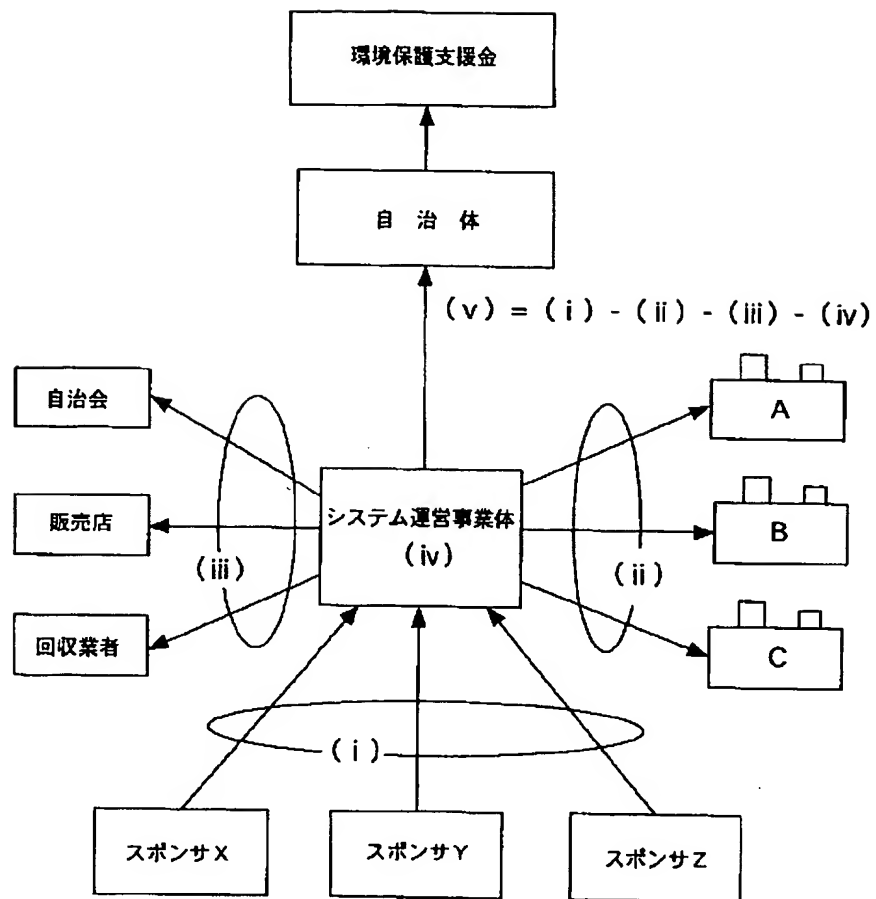 環境保護支援金
自 治 体
(ⅴ) = (ⅰ) - (ⅱ) - (ⅲ) - (ⅳ)
自治会
A
システム運営事業体
(ⅳ)
販売店
B
(ⅲ)
(ⅱ)
回収業者
C
(ⅰ)
スポンサX
スポンサY
スポンサZ